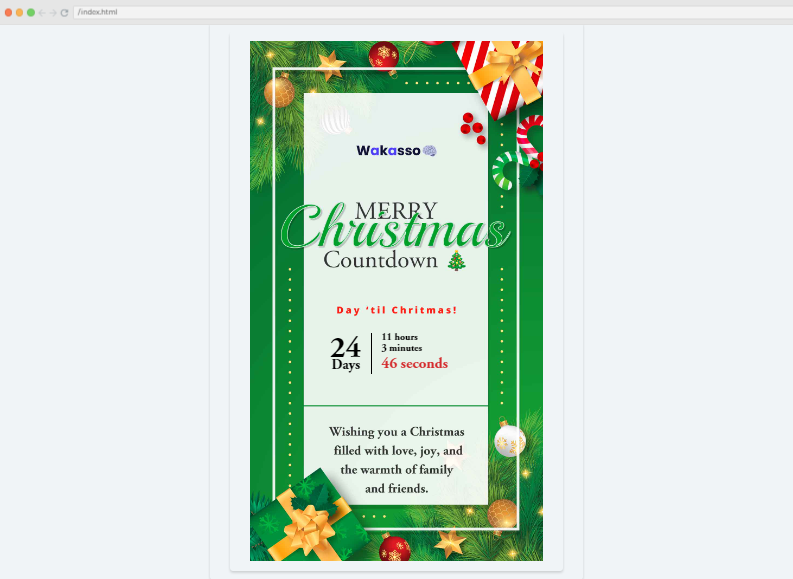 /index.html
Wakasso
MERRY
Christmas
Countdown
Day 'til Chritmas!
24
Days
11 hours
3 minutes
46 seconds
Wishing you a Christmas
filled with love, joy, and
the warmth of family
and friends.